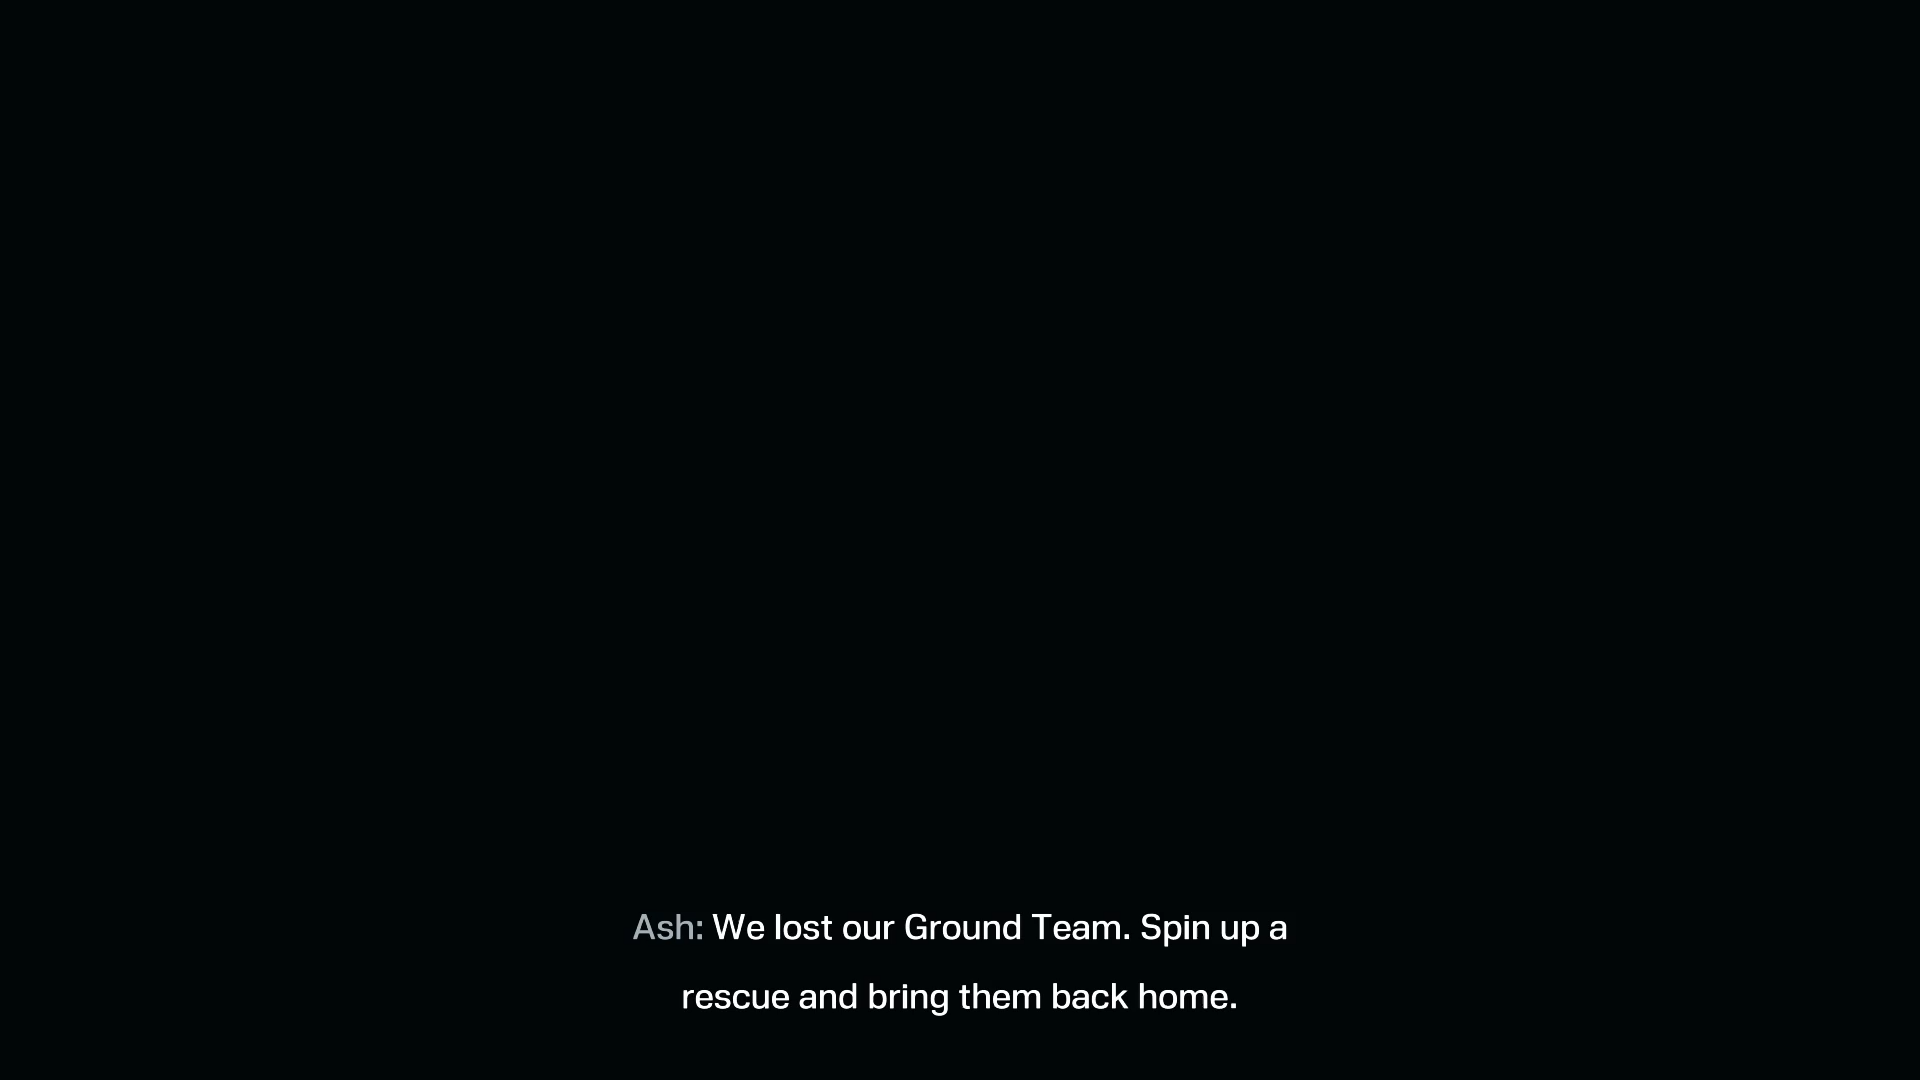 Ash: We lost our Ground Team. Spin up a
rescue and bring them back home.